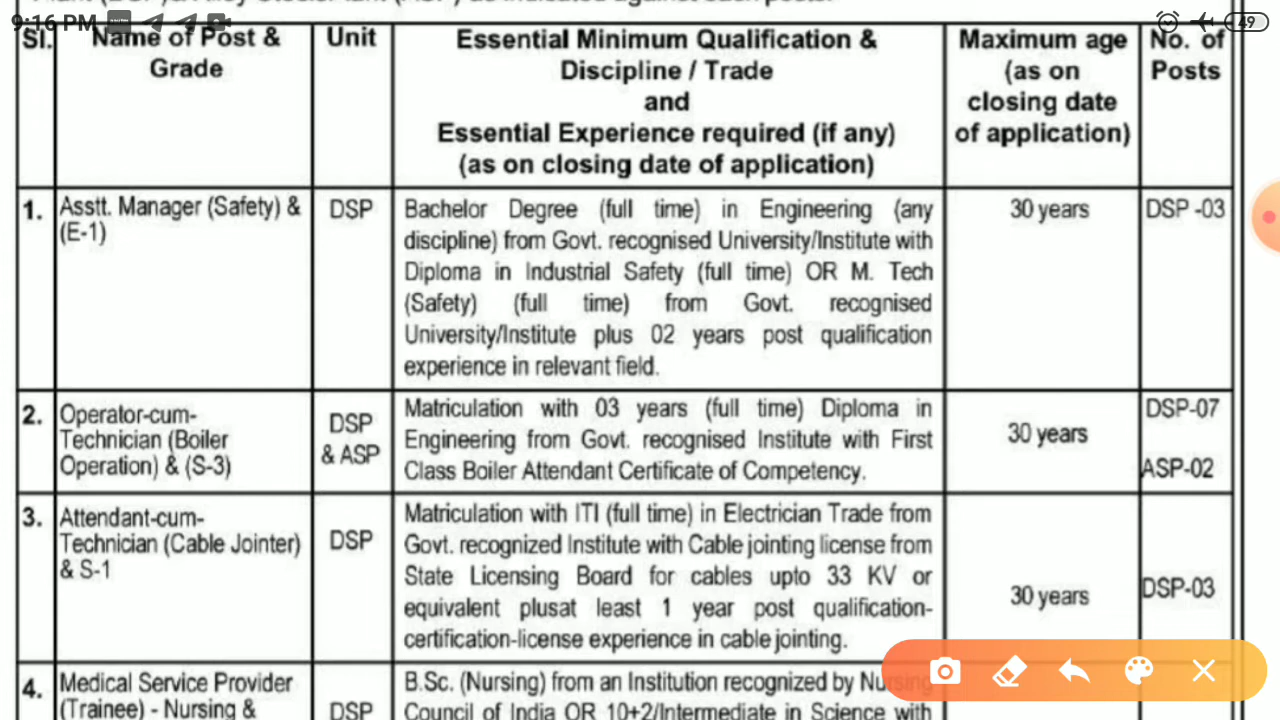 9:16 PM
49
Sl.
Name of Post &
Grade
Unit
Essential Minimum Qualification &
Discipline / Trade
and
Essential Experience required (if any)
(as on closing date of application)
Maximum age
(as on
closing date
of application)
No. of
Posts
1.
Asstt. Manager (Safety) &
(E-1)
DSP
Bachelor Degree (full time) in Engineering (any
discipline) from Govt. recognised University/Institute with
Diploma in Industrial Safety (full time) OR M. Tech
(Safety) (full time) from Govt. recognised
University/Institute plus 02 years post qualification
experience in relevant field.
30 years
DSP -03
2.
Operator-cum-
Technician (Boiler
Operation) & (S-3)
DSP
& ASP
Matriculation with 03 years (full time) Diploma in
Engineering from Govt. recognised Institute with First
Class Boiler Attendant Certificate of Competency.
30 years
DSP-07
ASP-02
3.
Attendant-cum-
Technician (Cable Jointer)
& S-1
DSP
Matriculation with ITI (full time) in Electrician Trade from
Govt. recognized Institute with Cable jointing license from
State Licensing Board for cables upto 33 KV or
equivalent plusat least 1 year post qualification-
certification-license experience in cable jointing.
30 years
DSP-03
4.
Medical Service Provider
(Trainee) - Nursing &
DSP
B.Sc. (Nursing) from an Institution recognized by Nursing
Council of India OR 10+2/Intermediate in Science with